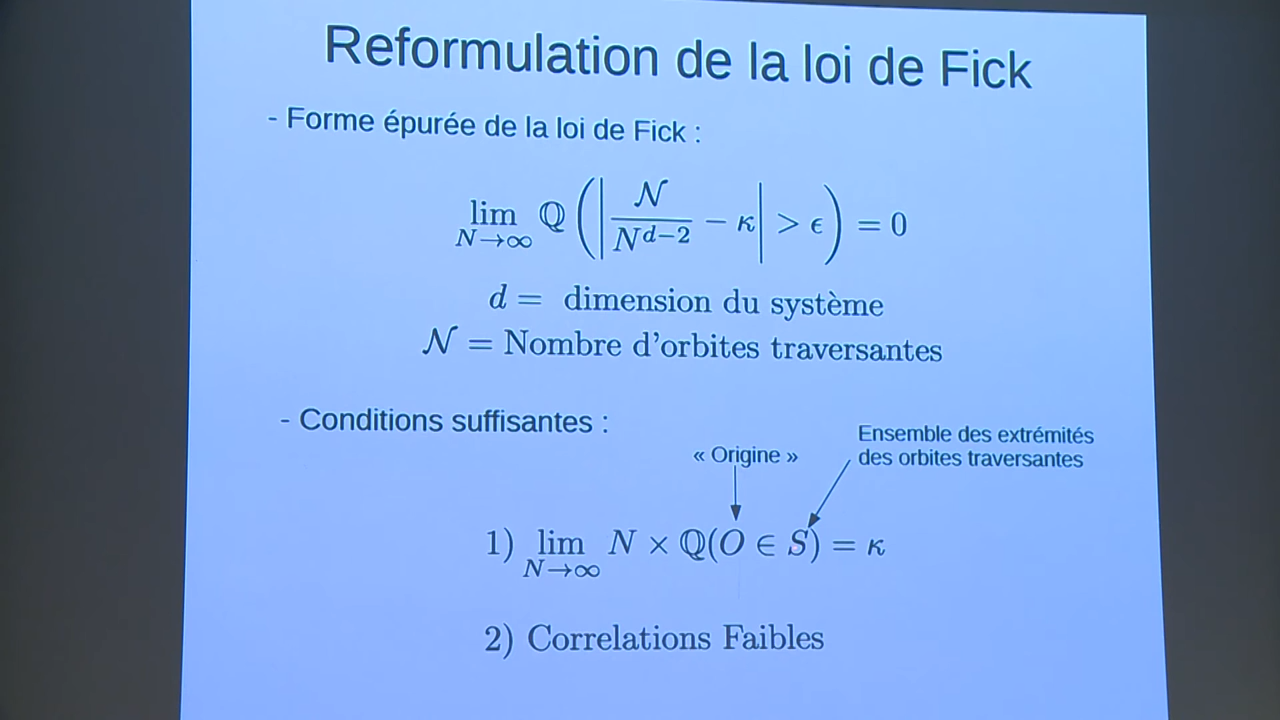 Reformulation de la loi de Fick
- Forme épurée de la loi de Fick :
lim_{N→∞} ℚ ( | 𝒩 / N^{d−2} − κ | > ϵ ) = 0
d = dimension du système
𝒩 = Nombre d'orbites traversantes
- Conditions suffisantes :
Ensemble des extrémités
des orbites traversantes
« Origine »
1) lim_{N→∞} N × ℚ(O ∈ S) = κ
2) Correlations Faibles